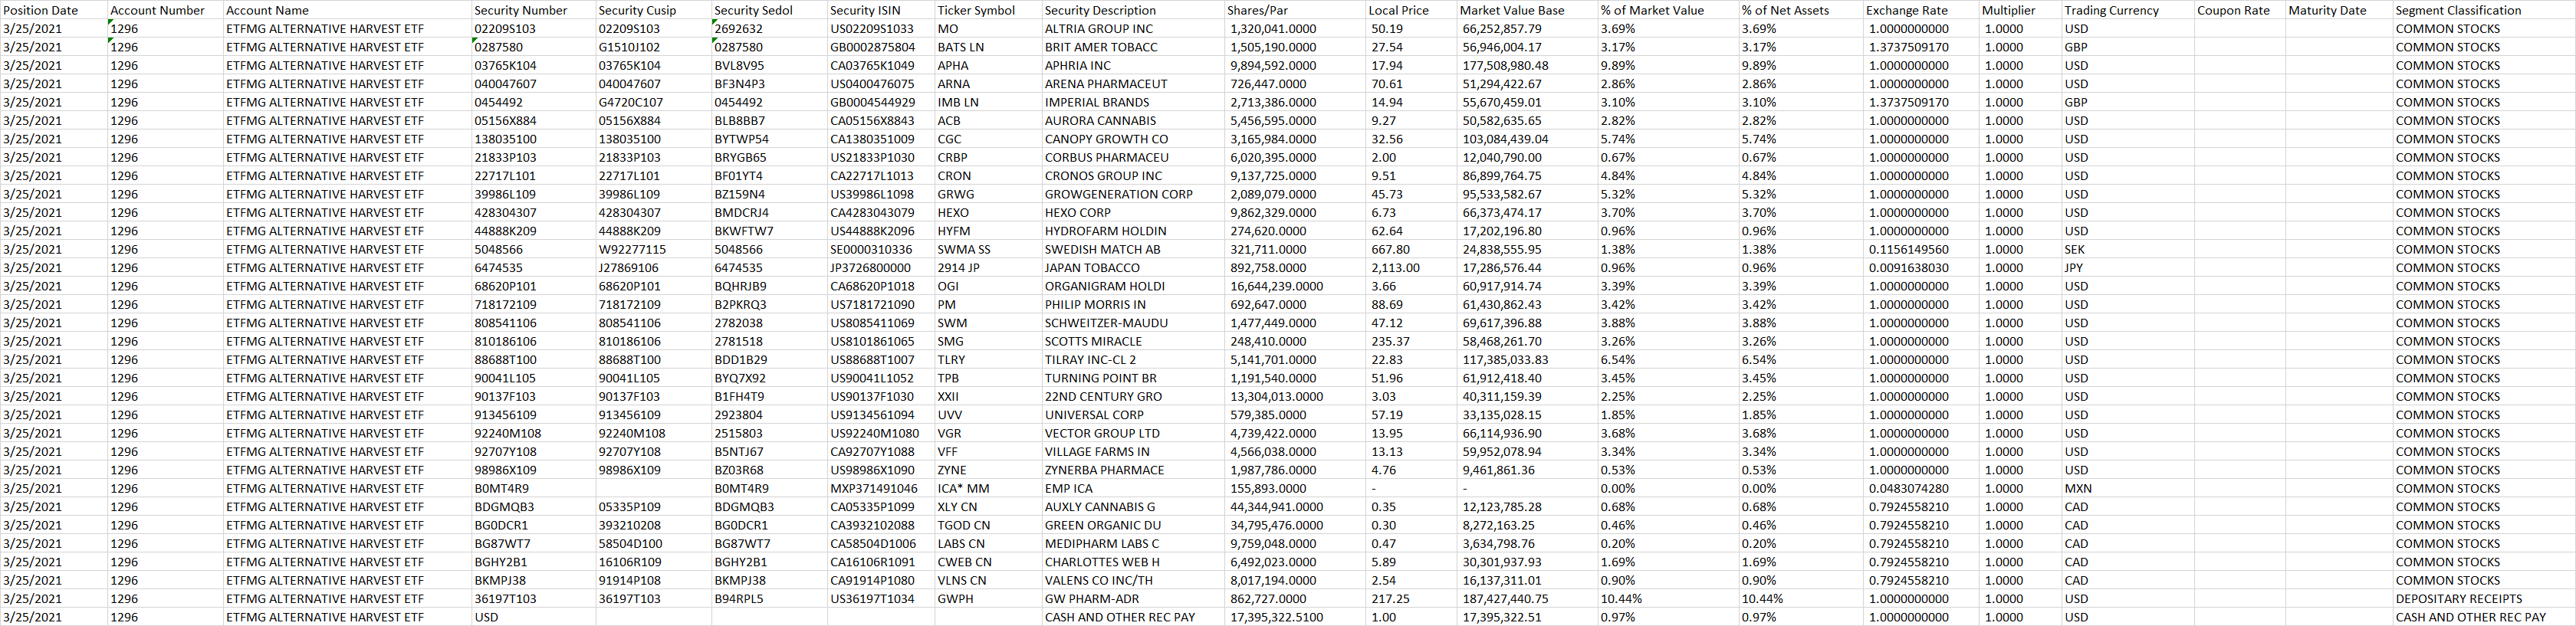 Position Date Account Number Account Name Security Number Security Cusip Security Sedol Security ISIN Ticker Symbol Security Description Shares/Par Local Price Market Value Base % of Market Value % of Net Assets Exchange Rate Multiplier Trading Currency Coupon Rate Maturity Date Segment Classification
3/25/2021 1296 ETFMG ALTERNATIVE HARVEST ETF 02209S103 02209S103 2692632 US02209S1033 MO ALTRIA GROUP INC 1,320,041.0000 50.19 66,252,857.79 3.69% 3.69% 1.0000000000 1.0000 USD COMMON STOCKS
3/25/2021 1296 ETFMG ALTERNATIVE HARVEST ETF 0287580 G1510J102 0287580 GB0002875804 BATS LN BRIT AMER TOBACC 1,505,190.0000 27.54 56,946,004.17 3.17% 3.17% 1.3737509170 1.0000 GBP COMMON STOCKS
3/25/2021 1296 ETFMG ALTERNATIVE HARVEST ETF 03765K104 03765K104 BVL8V95 CA03765K1049 APHA APHRIA INC 9,894,592.0000 17.94 177,508,980.48 9.89% 9.89% 1.0000000000 1.0000 USD COMMON STOCKS
3/25/2021 1296 ETFMG ALTERNATIVE HARVEST ETF 040047607 040047607 BF3N4P3 US0400476075 ARNA ARENA PHARMACEUT 726,447.0000 70.61 51,294,422.67 2.86% 2.86% 1.0000000000 1.0000 USD COMMON STOCKS
3/25/2021 1296 ETFMG ALTERNATIVE HARVEST ETF 0454492 G4720C107 0454492 GB0004544929 IMB LN IMPERIAL BRANDS 2,713,386.0000 14.94 55,670,459.01 3.10% 3.10% 1.3737509170 1.0000 GBP COMMON STOCKS
3/25/2021 1296 ETFMG ALTERNATIVE HARVEST ETF 05156X884 05156X884 BLB8BB7 CA05156X8843 ACB AURORA CANNABIS 5,456,595.0000 9.27 50,582,635.65 2.82% 2.82% 1.0000000000 1.0000 USD COMMON STOCKS
3/25/2021 1296 ETFMG ALTERNATIVE HARVEST ETF 138035100 138035100 BYTWP54 CA1380351009 CGC CANOPY GROWTH CO 3,165,984.0000 32.56 103,084,439.04 5.74% 5.74% 1.0000000000 1.0000 USD COMMON STOCKS
3/25/2021 1296 ETFMG ALTERNATIVE HARVEST ETF 21833P103 21833P103 BRYGB65 US21833P1030 CRBP CORBUS PHARMACEU 6,020,395.0000 2.00 12,040,790.00 0.67% 0.67% 1.0000000000 1.0000 USD COMMON STOCKS
3/25/2021 1296 ETFMG ALTERNATIVE HARVEST ETF 22717L101 22717L101 BF01YT4 CA22717L1013 CRON CRONOS GROUP INC 9,137,725.0000 9.51 86,899,764.75 4.84% 4.84% 1.0000000000 1.0000 USD COMMON STOCKS
3/25/2021 1296 ETFMG ALTERNATIVE HARVEST ETF 39986L109 39986L109 BZ159N4 US39986L1098 GRWG GROWGENERATION CORP 2,089,079.0000 45.73 95,533,582.67 5.32% 5.32% 1.0000000000 1.0000 USD COMMON STOCKS
3/25/2021 1296 ETFMG ALTERNATIVE HARVEST ETF 428304307 428304307 BMDCRJ4 CA4283043079 HEXO HEXO CORP 9,862,329.0000 6.73 66,373,474.17 3.70% 3.70% 1.0000000000 1.0000 USD COMMON STOCKS
3/25/2021 1296 ETFMG ALTERNATIVE HARVEST ETF 44888K209 44888K209 BKWFTW7 US44888K2096 HYFM HYDROFARM HOLDIN 274,620.0000 62.64 17,202,196.80 0.96% 0.96% 1.0000000000 1.0000 USD COMMON STOCKS
3/25/2021 1296 ETFMG ALTERNATIVE HARVEST ETF 5048566 W92277115 5048566 SE0000310336 SWMA SS SWEDISH MATCH AB 321,711.0000 667.80 24,838,555.95 1.38% 1.38% 0.1156149560 1.0000 SEK COMMON STOCKS
3/25/2021 1296 ETFMG ALTERNATIVE HARVEST ETF 6474535 J27869106 6474535 JP3726800000 2914 JP JAPAN TOBACCO 892,758.0000 2,113.00 17,286,576.44 0.96% 0.96% 0.0091638030 1.0000 JPY COMMON STOCKS
3/25/2021 1296 ETFMG ALTERNATIVE HARVEST ETF 68620P101 68620P101 BQHRJB9 CA68620P1018 OGI ORGANIGRAM HOLDI 16,644,239.0000 3.66 60,917,914.74 3.39% 3.39% 1.0000000000 1.0000 USD COMMON STOCKS
3/25/2021 1296 ETFMG ALTERNATIVE HARVEST ETF 718172109 718172109 B2PKRQ3 US7181721090 PM PHILIP MORRIS IN 692,647.0000 88.69 61,430,862.43 3.42% 3.42% 1.0000000000 1.0000 USD COMMON STOCKS
3/25/2021 1296 ETFMG ALTERNATIVE HARVEST ETF 808541106 808541106 2782038 US8085411069 SWM SCHWEITZER-MAUDU 1,477,449.0000 47.12 69,617,396.88 3.88% 3.88% 1.0000000000 1.0000 USD COMMON STOCKS
3/25/2021 1296 ETFMG ALTERNATIVE HARVEST ETF 810186106 810186106 2781518 US8101861065 SMG SCOTTS MIRACLE 248,410.0000 235.37 58,468,261.70 3.26% 3.26% 1.0000000000 1.0000 USD COMMON STOCKS
3/25/2021 1296 ETFMG ALTERNATIVE HARVEST ETF 88688T100 88688T100 BDD1B29 US88688T1007 TLRY TILRAY INC-CL 2 5,141,701.0000 22.83 117,385,033.83 6.54% 6.54% 1.0000000000 1.0000 USD COMMON STOCKS
3/25/2021 1296 ETFMG ALTERNATIVE HARVEST ETF 90041L105 90041L105 BYQ7X92 US90041L1052 TPB TURNING POINT BR 1,191,540.0000 51.96 61,912,418.40 3.45% 3.45% 1.0000000000 1.0000 USD COMMON STOCKS
3/25/2021 1296 ETFMG ALTERNATIVE HARVEST ETF 90137F103 90137F103 B1FH4T9 US90137F1030 XXII 22ND CENTURY GRO 13,304,013.0000 3.03 40,311,159.39 2.25% 2.25% 1.0000000000 1.0000 USD COMMON STOCKS
3/25/2021 1296 ETFMG ALTERNATIVE HARVEST ETF 913456109 913456109 2923804 US9134561094 UVV UNIVERSAL CORP 579,385.0000 57.19 33,135,028.15 1.85% 1.85% 1.0000000000 1.0000 USD COMMON STOCKS
3/25/2021 1296 ETFMG ALTERNATIVE HARVEST ETF 92240M108 92240M108 2515803 US92240M1080 VGR VECTOR GROUP LTD 4,739,422.0000 13.95 66,114,936.90 3.68% 3.68% 1.0000000000 1.0000 USD COMMON STOCKS
3/25/2021 1296 ETFMG ALTERNATIVE HARVEST ETF 92707Y108 92707Y108 B5NTJ67 CA92707Y1088 VFF VILLAGE FARMS IN 4,566,038.0000 13.13 59,952,078.94 3.34% 3.34% 1.0000000000 1.0000 USD COMMON STOCKS
3/25/2021 1296 ETFMG ALTERNATIVE HARVEST ETF 98986X109 98986X109 BZ03R68 US98986X1090 ZYNE ZYNERBA PHARMACE 1,987,786.0000 4.76 9,461,861.36 0.53% 0.53% 1.0000000000 1.0000 USD COMMON STOCKS
3/25/2021 1296 ETFMG ALTERNATIVE HARVEST ETF B0MT4R9 B0MT4R9 MXP371491046 ICA* MM EMP ICA 155,893.0000 - - 0.00% 0.00% 0.0483074280 1.0000 MXN COMMON STOCKS
3/25/2021 1296 ETFMG ALTERNATIVE HARVEST ETF BDGMQB3 05335P109 BDGMQB3 CA05335P1099 XLY CN AUXLY CANNABIS G 44,344,941.0000 0.35 12,123,785.28 0.68% 0.68% 0.7924558210 1.0000 CAD COMMON STOCKS
3/25/2021 1296 ETFMG ALTERNATIVE HARVEST ETF BG0DCR1 393210208 BG0DCR1 CA3932102088 TGOD CN GREEN ORGANIC DU 34,795,476.0000 0.30 8,272,163.25 0.46% 0.46% 0.7924558210 1.0000 CAD COMMON STOCKS
3/25/2021 1296 ETFMG ALTERNATIVE HARVEST ETF BG87WT7 58504D100 BG87WT7 CA58504D1006 LABS CN MEDIPHARM LABS C 9,759,048.0000 0.47 3,634,798.76 0.20% 0.20% 0.7924558210 1.0000 CAD COMMON STOCKS
3/25/2021 1296 ETFMG ALTERNATIVE HARVEST ETF BGHY2B1 16106R109 BGHY2B1 CA16106R1091 CWEB CN CHARLOTTES WEB H 6,492,023.0000 5.89 30,301,937.93 1.69% 1.69% 0.7924558210 1.0000 CAD COMMON STOCKS
3/25/2021 1296 ETFMG ALTERNATIVE HARVEST ETF BKMPJ38 91914P108 BKMPJ38 CA91914P1080 VLNS CN VALENS CO INC/TH 8,017,194.0000 2.54 16,137,311.01 0.90% 0.90% 0.7924558210 1.0000 CAD COMMON STOCKS
3/25/2021 1296 ETFMG ALTERNATIVE HARVEST ETF 36197T103 36197T103 B94RPL5 US36197T1034 GWPH GW PHARM-ADR 862,727.0000 217.25 187,427,440.75 10.44% 10.44% 1.0000000000 1.0000 USD DEPOSITARY RECEIPTS
3/25/2021 1296 ETFMG ALTERNATIVE HARVEST ETF USD CASH AND OTHER REC PAY 17,395,322.5100 1.00 17,395,322.51 0.97% 0.97% 1.0000000000 1.0000 USD CASH AND OTHER REC PAY